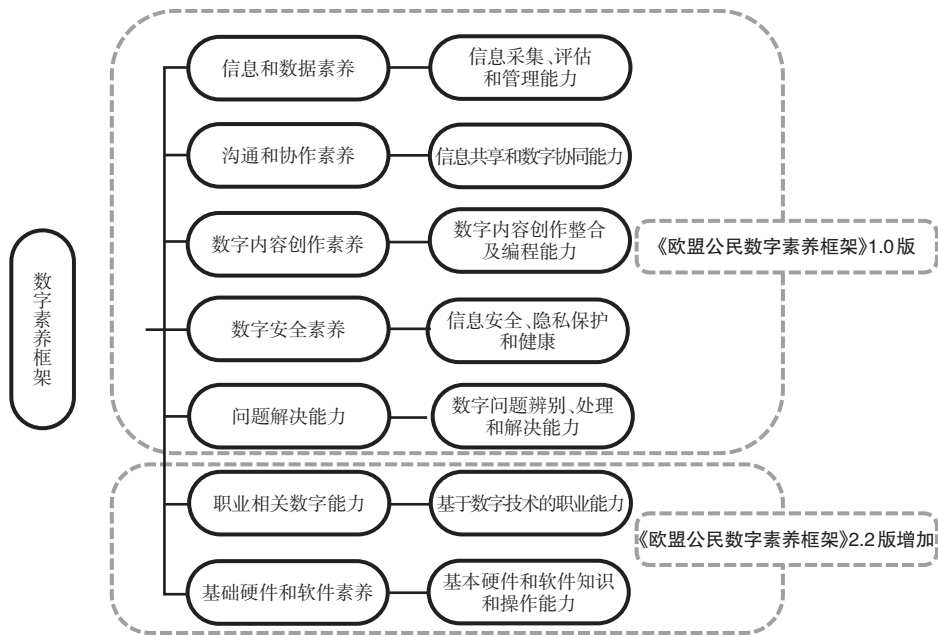 数字素养框架
信息和数据素养
信息采集、评估
和管理能力
沟通和协作素养
信息共享和数字协同能力
数字内容创作素养
数字内容创作整合
及编程能力
《欧盟公民数字素养框架》1.0版
数字安全素养
信息安全、隐私保护
和健康
问题解决能力
数字问题辨别、处理
和解决能力
职业相关数字能力
基于数字技术的职业能力
《欧盟公民数字素养框架》2.2版增加
基础硬件和软件素养
基本硬件和软件知识
和操作能力